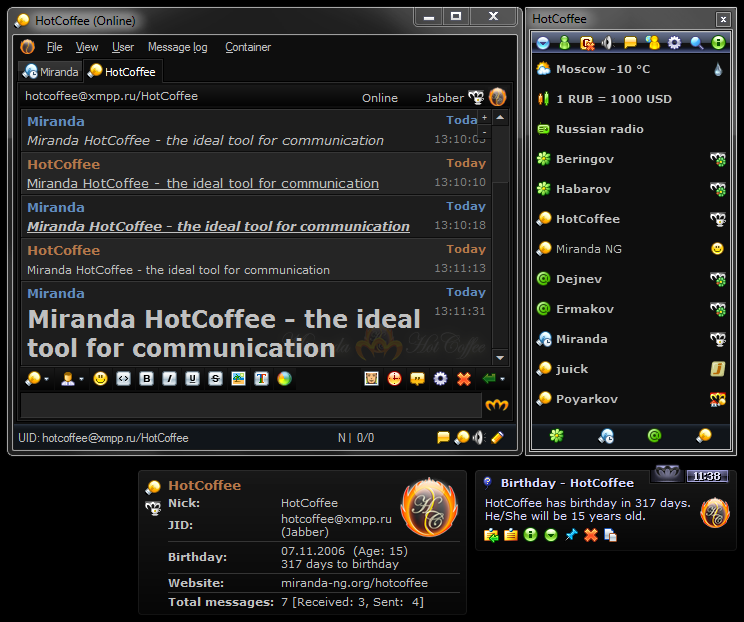 HotCoffee (Online)
File View User Message log Container
Miranda HotCoffee
hotcoffee@xmpp.ru/HotCoffee Online Jabber
Miranda Today
Miranda HotCoffee - the ideal tool for communication 13:10:03
HotCoffee Today
Miranda HotCoffee - the ideal tool for communication 13:10:10
Miranda Today
Miranda HotCoffee - the ideal tool for communication 13:10:18
HotCoffee Today
Miranda HotCoffee - the ideal tool for communication 13:11:13
Miranda Today
Miranda HotCoffee - the ideal 13:11:31
tool for communication
Hot Coffee
B I U S T
UID: hotcoffee@xmpp.ru/HotCoffee N | 0/0
HotCoffee
Moscow -10 °C
1 RUB = 1000 USD
Russian radio
Beringov
Habarov
HotCoffee
Miranda NG
Dejnev
Ermakov
Miranda
juick
Poyarkov
HotCoffee
Nick: HotCoffee
JID: hotcoffee@xmpp.ru
(Jabber)
Birthday: 07.11.2006 (Age: 15)
317 days to birthday
Website: miranda-ng.org/hotcoffee
Total messages: 7 [Received: 3, Sent: 4]
HC
Birthday - HotCoffee 11:38
HotCoffee has birthday in 317 days.
He/She will be 15 years old.
HC